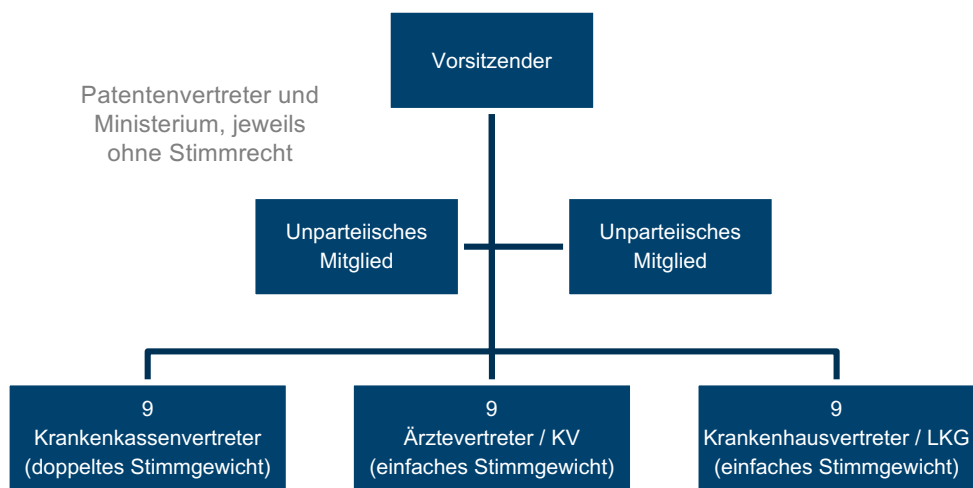 Vorsitzender
Patentenvertreter und
Ministerium, jeweils
ohne Stimmrecht
Unparteiisches
Mitglied
Unparteiisches
Mitglied
9
Krankenkassenvertreter
(doppeltes Stimmgewicht)
9
Ärztevertreter / KV
(einfaches Stimmgewicht)
9
Krankenhausvertreter / LKG
(einfaches Stimmgewicht)